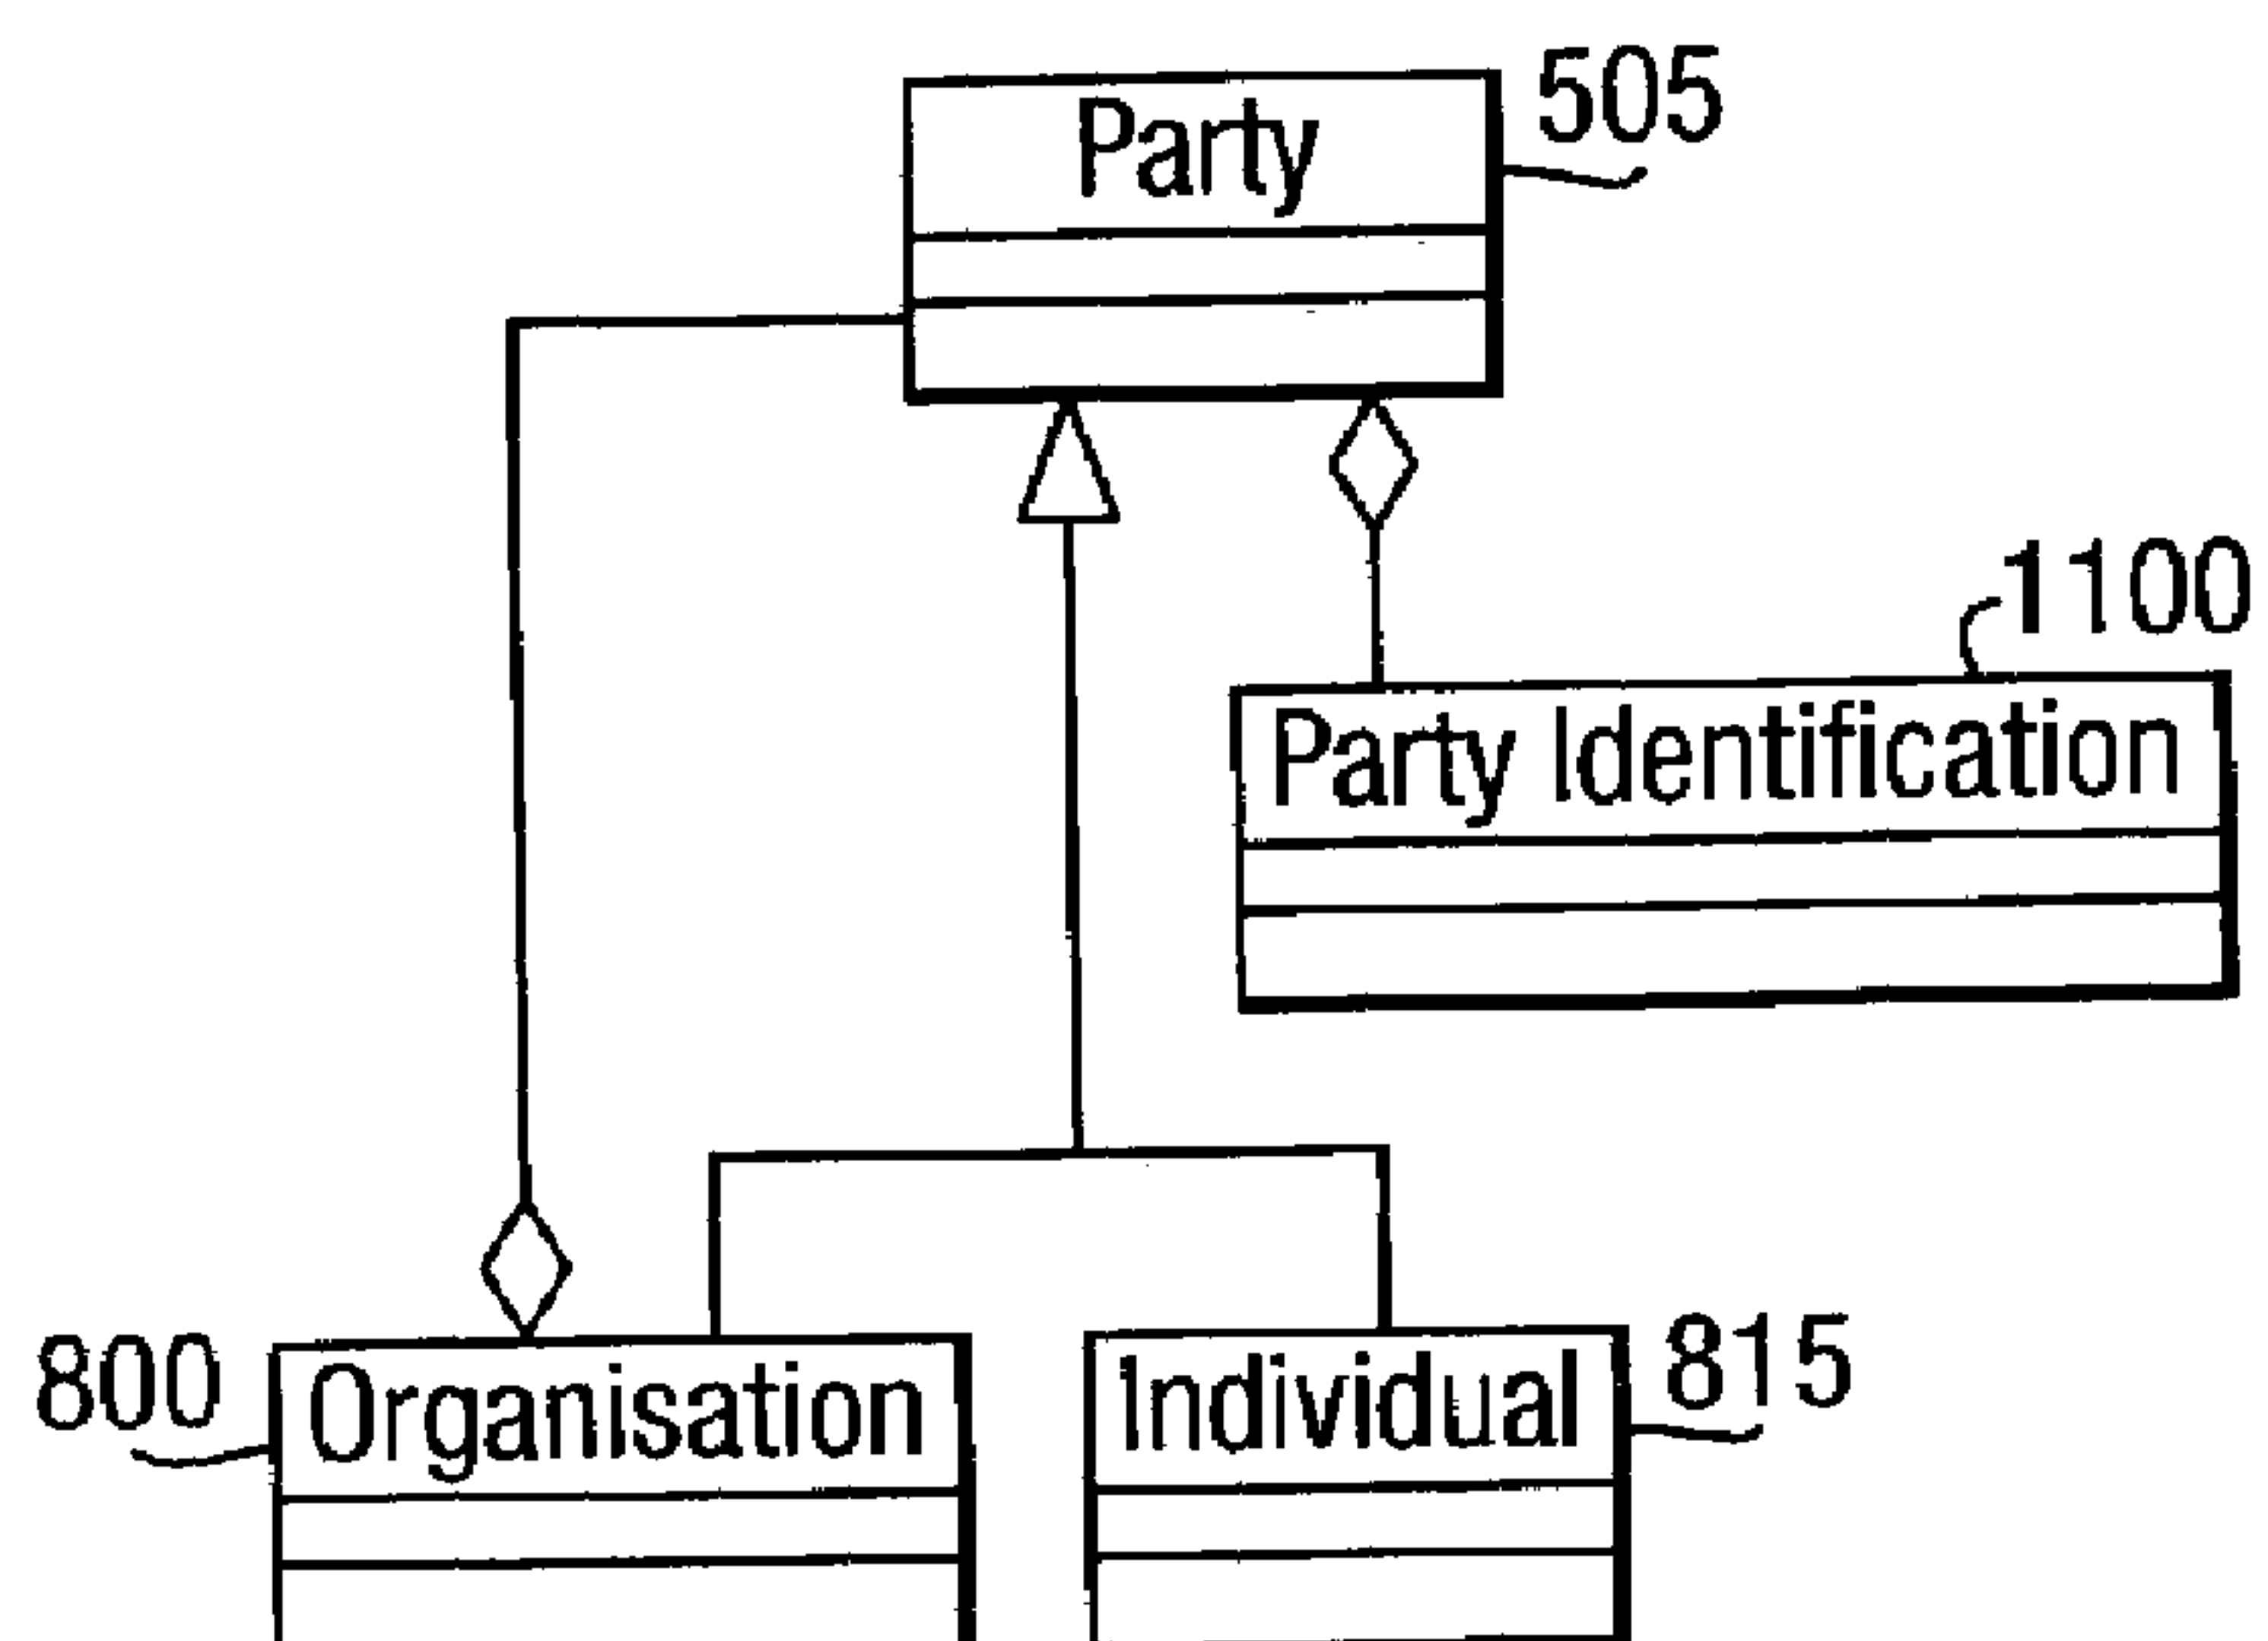 Party
505
1100
Party Identification
800
Organisation
Individual
815